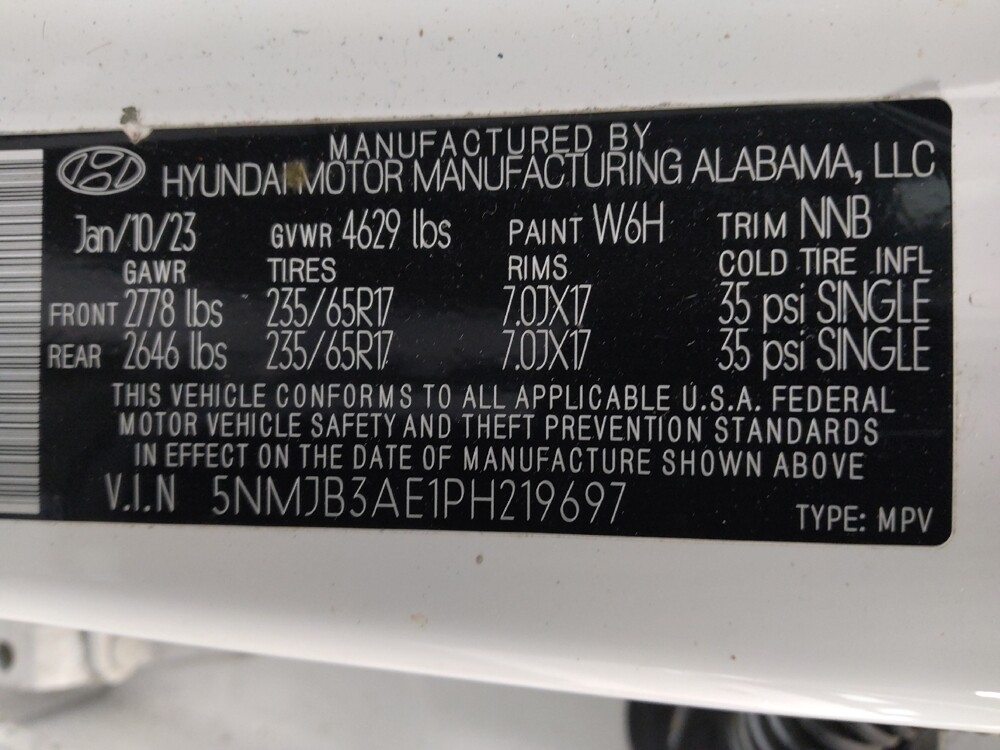 MANUFACTURED BY
HYUNDAI MOTOR MANUFACTURING ALABAMA, LLC
Jan/10/23 GVWR 4629 lbs PAINT W6H TRIM NNB
GAWR TIRES RIMS COLD TIRE INFL
FRONT 2778 lbs 235/65R17 7.0JX17 35 psi SINGLE
REAR 2646 lbs 235/65R17 7.0JX17 35 psi SINGLE
THIS VEHICLE CONFORMS TO ALL APPLICABLE U.S.A. FEDERAL
MOTOR VEHICLE SAFETY AND THEFT PREVENTION STANDARDS
IN EFFECT ON THE DATE OF MANUFACTURE SHOWN ABOVE
V.I.N 5NMJB3AE1PH219697
TYPE: MPV